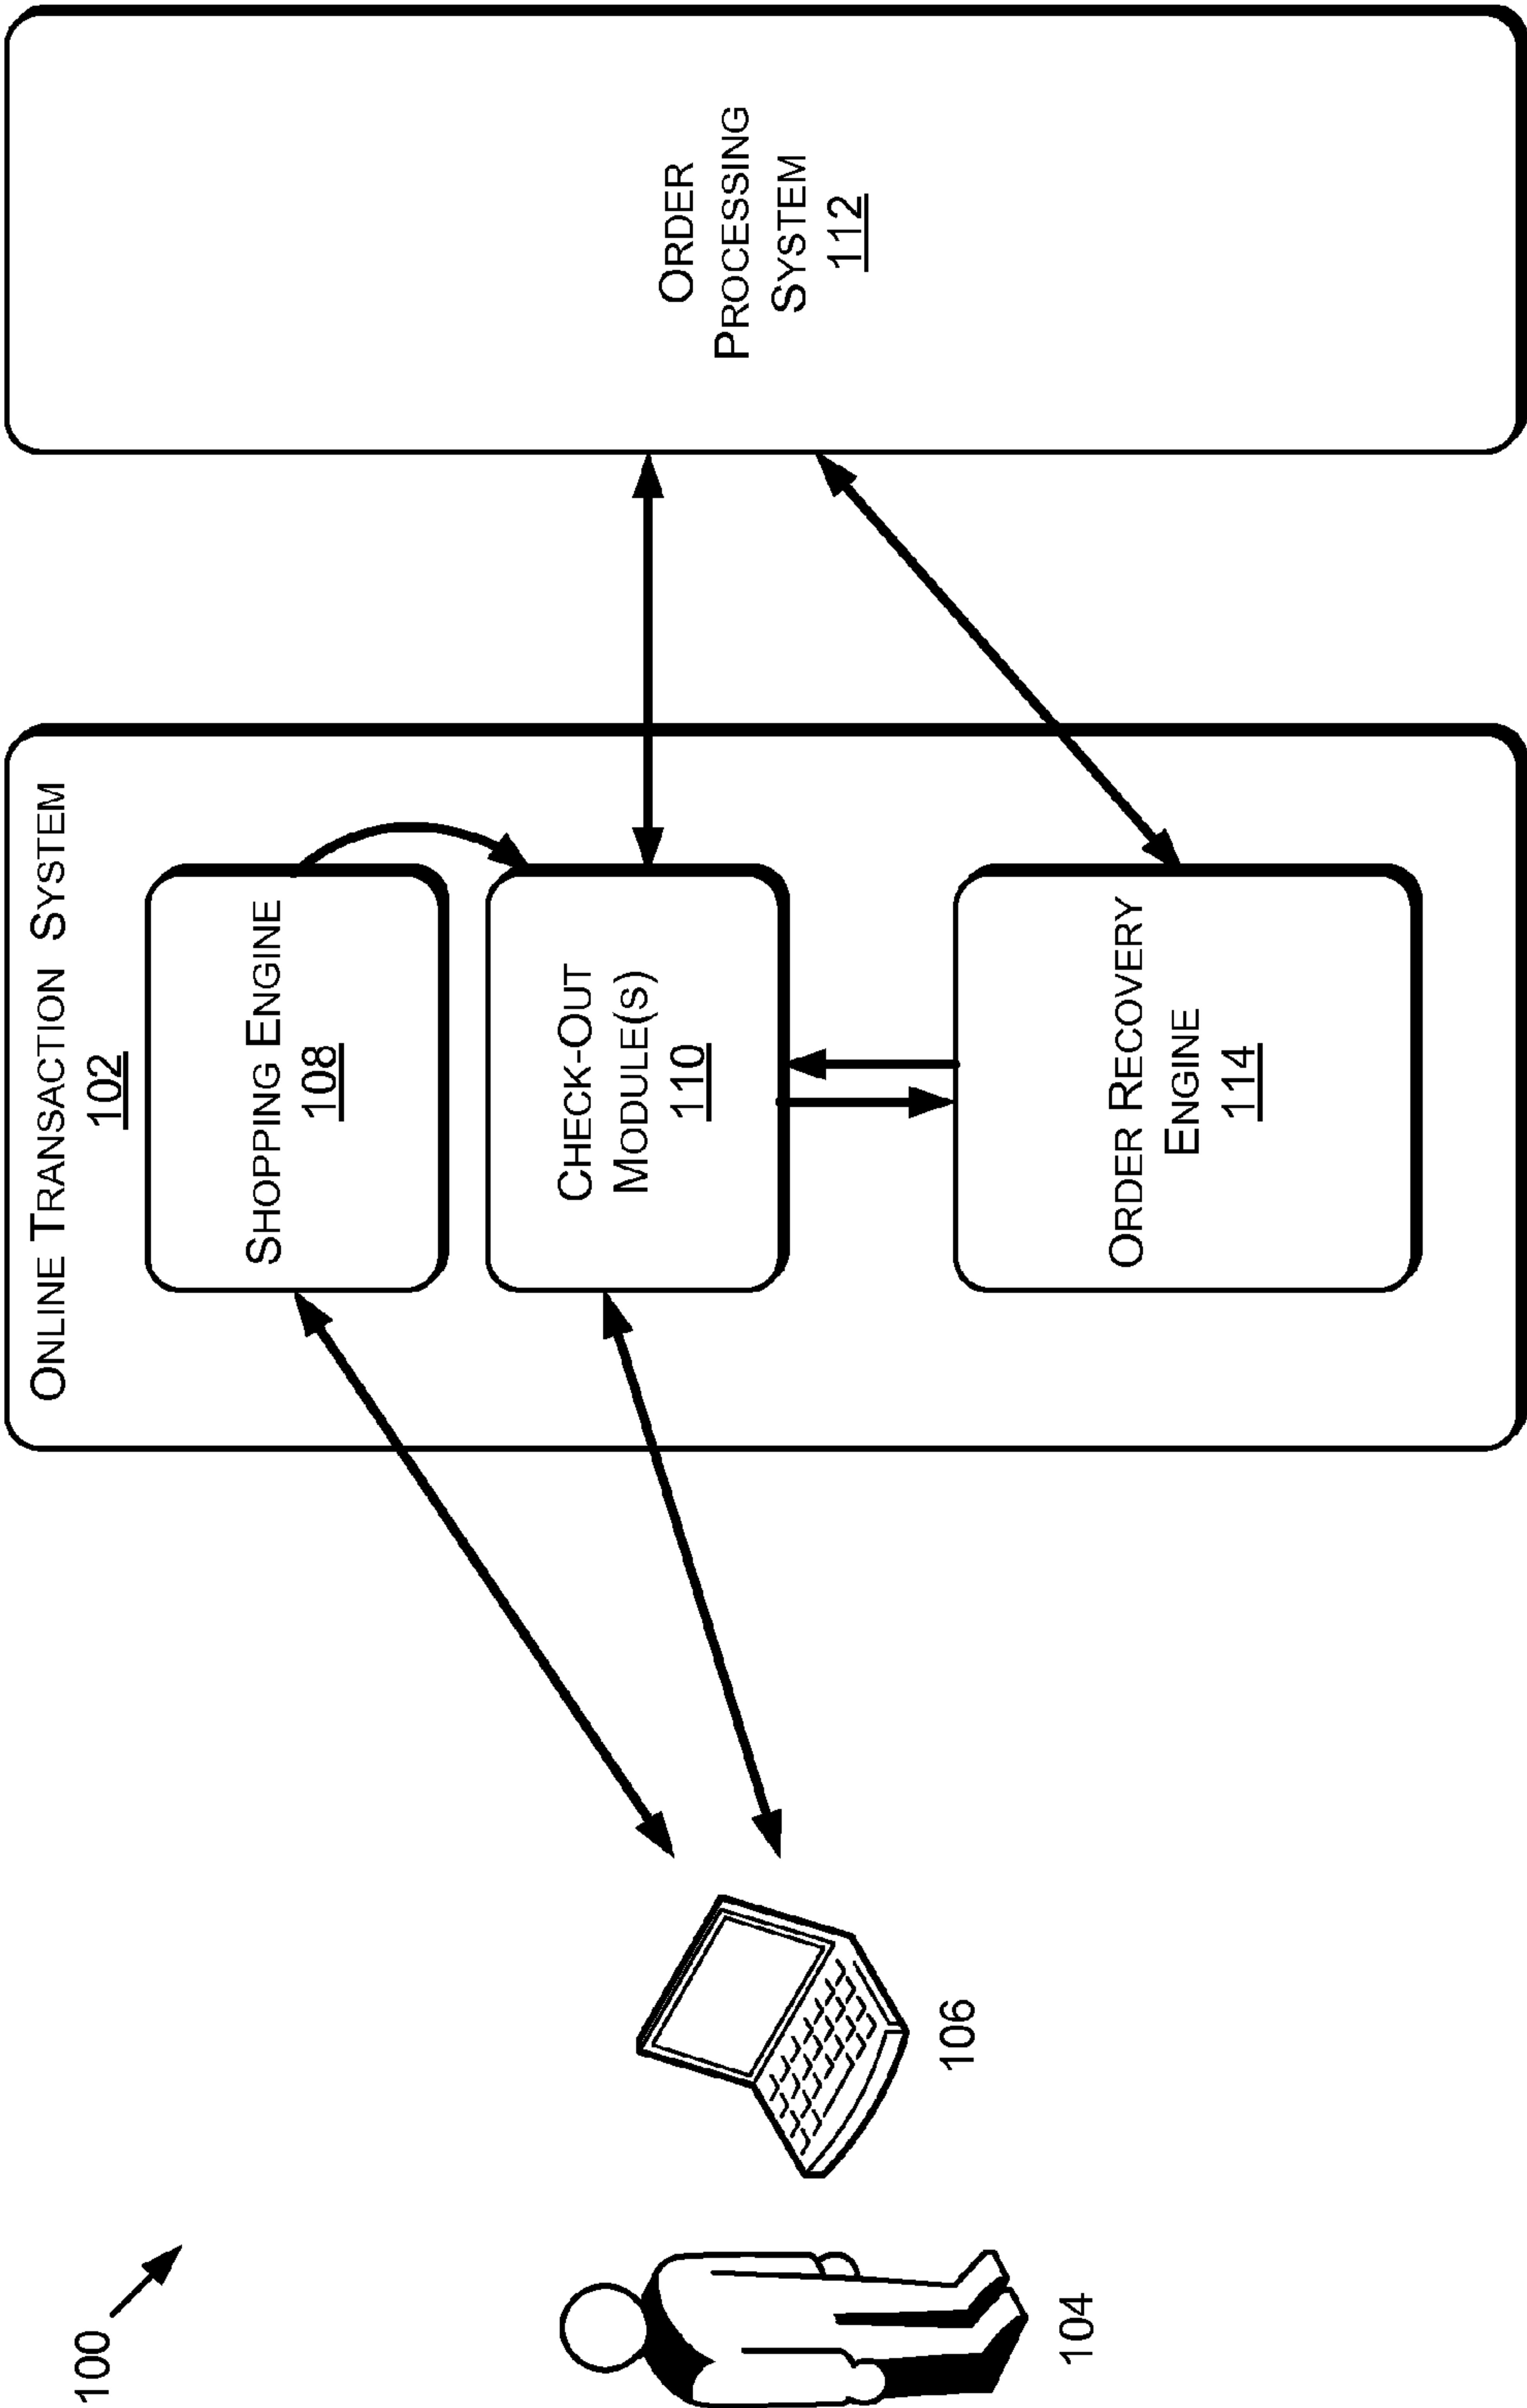 100
104
106
ONLINE TRANSACTION SYSTEM
102
SHOPPING ENGINE
108
CHECK-OUT
MODULE(S)
110
ORDER RECOVERY
ENGINE
114
ORDER
PROCESSING
SYSTEM
112